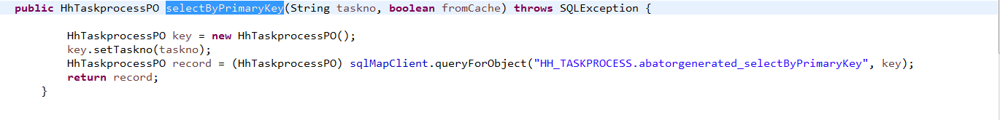 public HhTaskprocessPO selectByPrimaryKey(String taskno, boolean fromCache) throws SQLException {
HhTaskprocessPO key = new HhTaskprocessPO();
key.setTaskno(taskno);
HhTaskprocessPO record = (HhTaskprocessPO) sqlMapClient.queryForObject("HH_TASKPROCESS.abatorgenerated_selectByPrimaryKey", key);
return record;
}